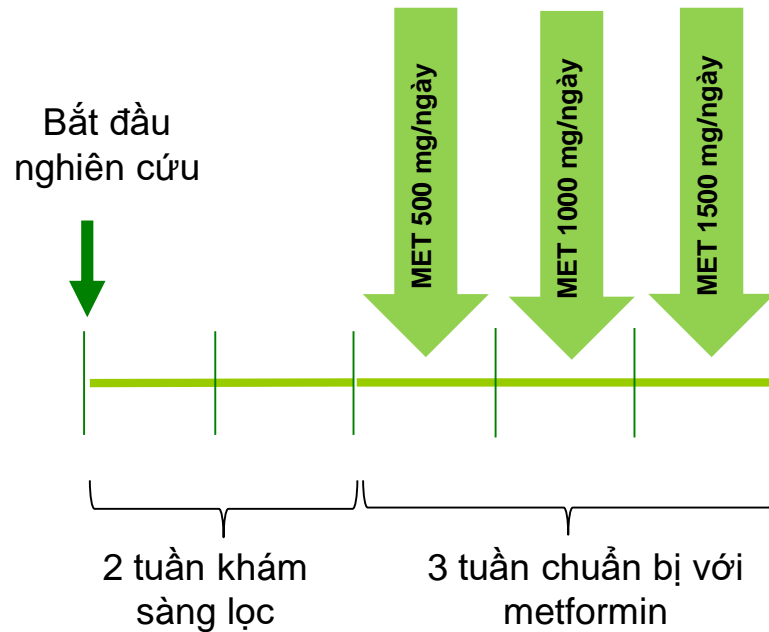 Bắt đầu
nghiên cứu
MET 500 mg/ngày
MET 1000 mg/ngày
MET 1500 mg/ngày
2 tuần khám
sàng lọc
3 tuần chuẩn bị với
metformin